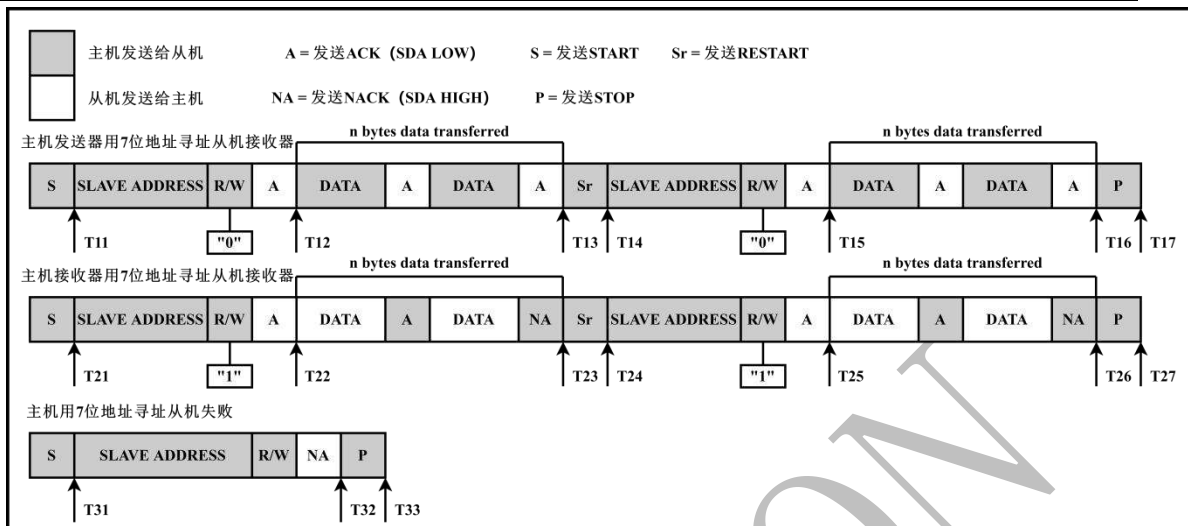 主机发送给从机 A = 发送ACK (SDA LOW) S = 发送START Sr = 发送RESTART
从机发送给主机 NA = 发送NACK (SDA HIGH) P = 发送STOP
主机发送器用7位地址寻址从机接收器 n bytes data transferred n bytes data transferred
S SLAVE ADDRESS R/W A DATA A DATA A Sr SLAVE ADDRESS R/W A DATA A DATA A P
T11 "0" T12 T13 T14 "0" T15 T16 T17
主机接收器用7位地址寻址从机接收器 n bytes data transferred n bytes data transferred
S SLAVE ADDRESS R/W A DATA A DATA NA Sr SLAVE ADDRESS R/W A DATA A DATA NA P
T21 "1" T22 T23 T24 "1" T25 T26 T27
主机用7位地址寻址从机失败
S SLAVE ADDRESS R/W NA P
T31 T32 T33
ON